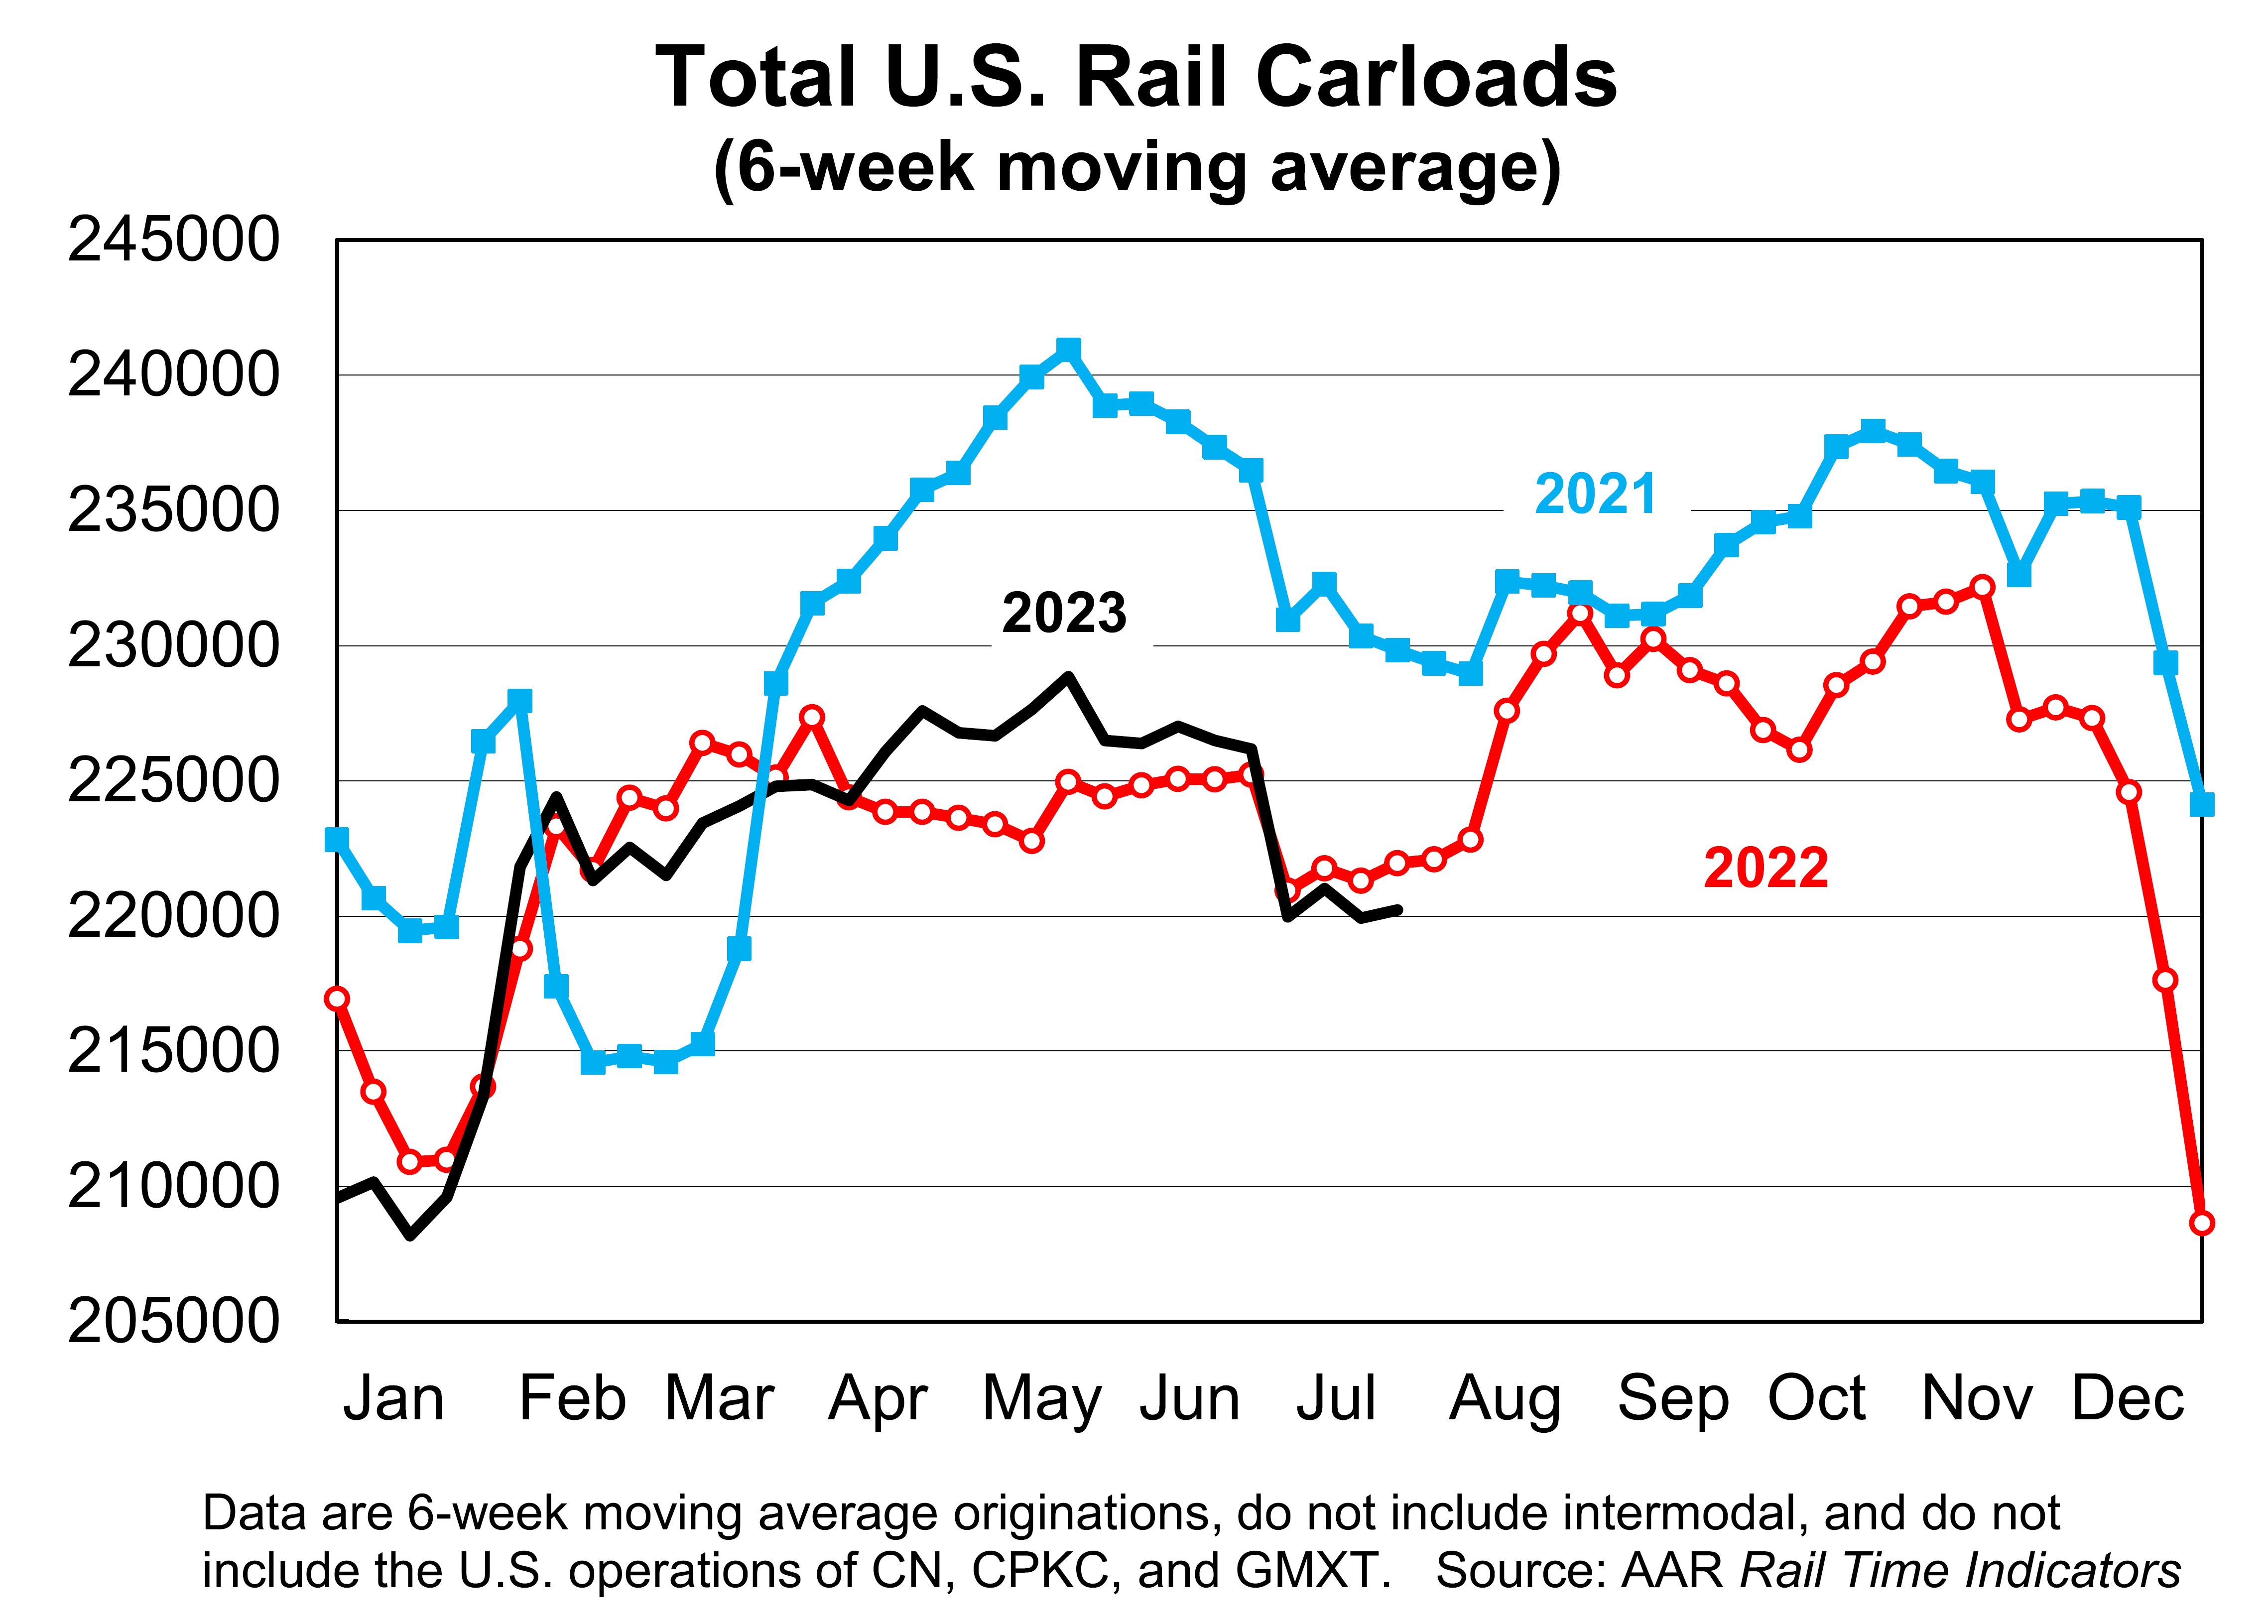 Total U.S. Rail Carloads
(6-week moving average)
245000
240000
235000
230000
225000
220000
215000
210000
205000
2021
2023
2022
Jan Feb Mar Apr May Jun Jul Aug Sep Oct Nov Dec
Data are 6-week moving average originations, do not include intermodal, and do not
include the U.S. operations of CN, CPKC, and GMXT. Source: AAR Rail Time Indicators